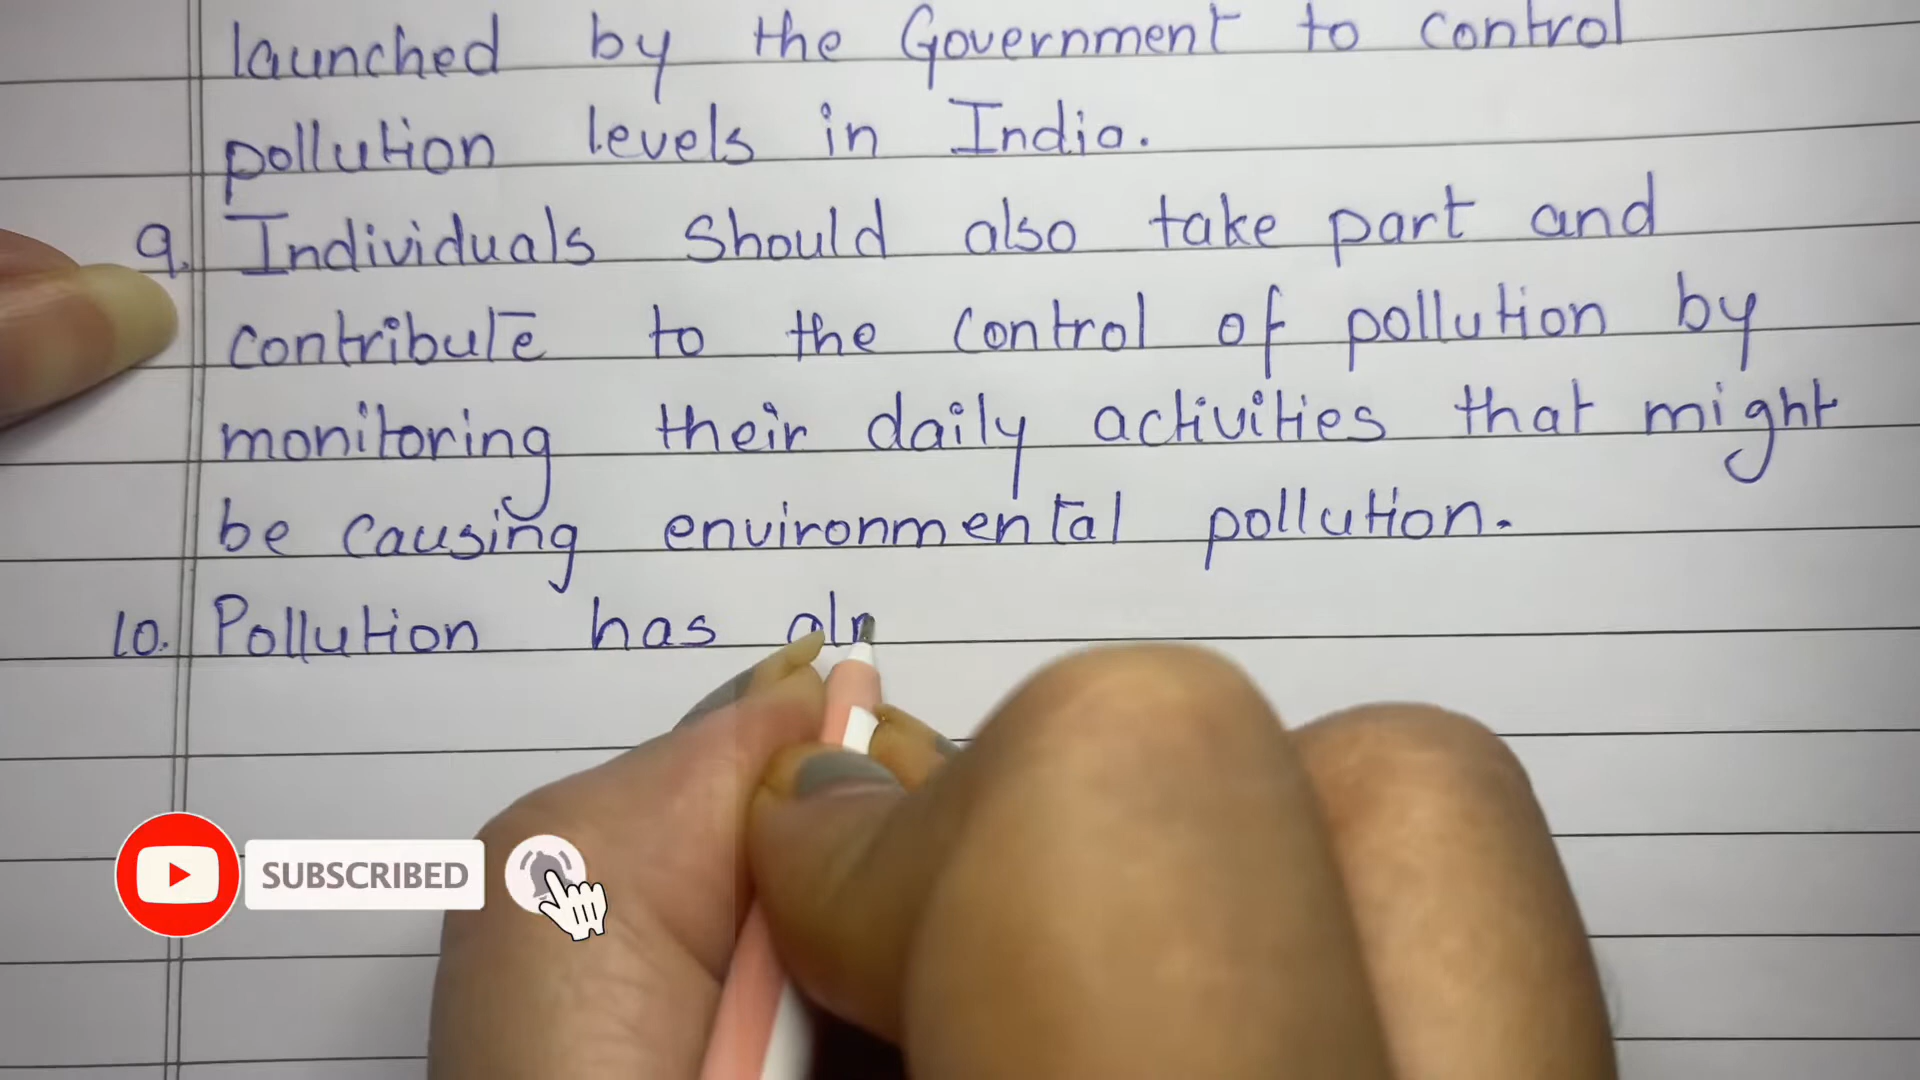 launched by the Government to control
pollution levels in India.
9. Individuals should also take part and
contribute to the control of pollution by
monitoring their daily activities that might
be causing environmental pollution.
10. Pollution has alr
SUBSCRIBED